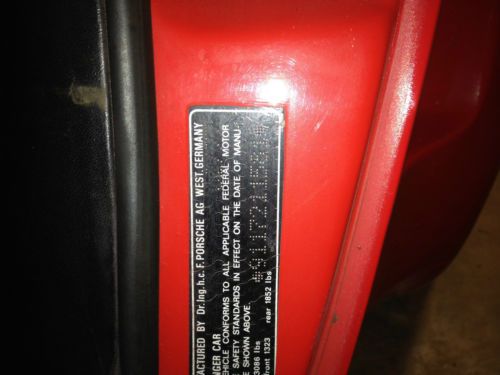 ACTURED BY Dr.Ing.h.c.F.PORSCHE AG WEST.GERMANY
NGER CAR
EHICLE CONFORMS TO ALL APPLICABLE FEDERAL MOTOR
SAFETY STANDARDS IN EFFECT ON THE DATE OF MANU-
E SHOWN ABOVE.
3086 lbs
front 1323 rear 1852 lbs